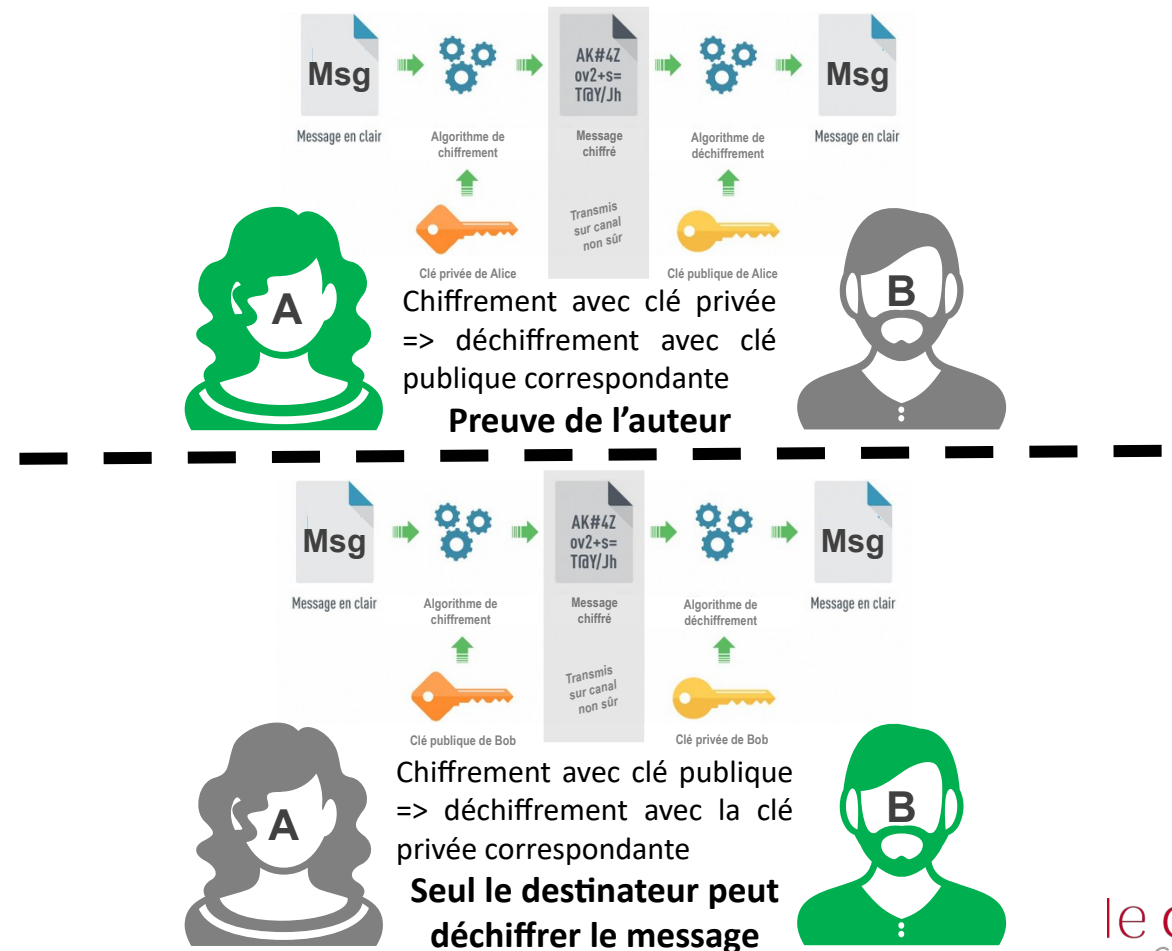 Msg
AK#4Z
ov2+s=
T@Y/Jh
Msg
Message en clair
Algorithme de
chiffrement
Message
chiffré
Algorithme de
déchiffrement
Message en clair
Transmis
sur canal
non sûr
Clé privée de Alice
Clé publique de Alice
A
B
Chiffrement avec clé privée
=> déchiffrement avec clé
publique correspondante
Preuve de l'auteur
Msg
AK#4Z
ov2+s=
T@Y/Jh
Msg
Message en clair
Algorithme de
chiffrement
Message
chiffré
Algorithme de
déchiffrement
Message en clair
Transmis
sur canal
non sûr
Clé publique de Bob
Clé privée de Bob
A
B
Chiffrement avec clé publique
=> déchiffrement avec la clé
privée correspondante
Seul le destinateur peut
déchiffrer le message
le